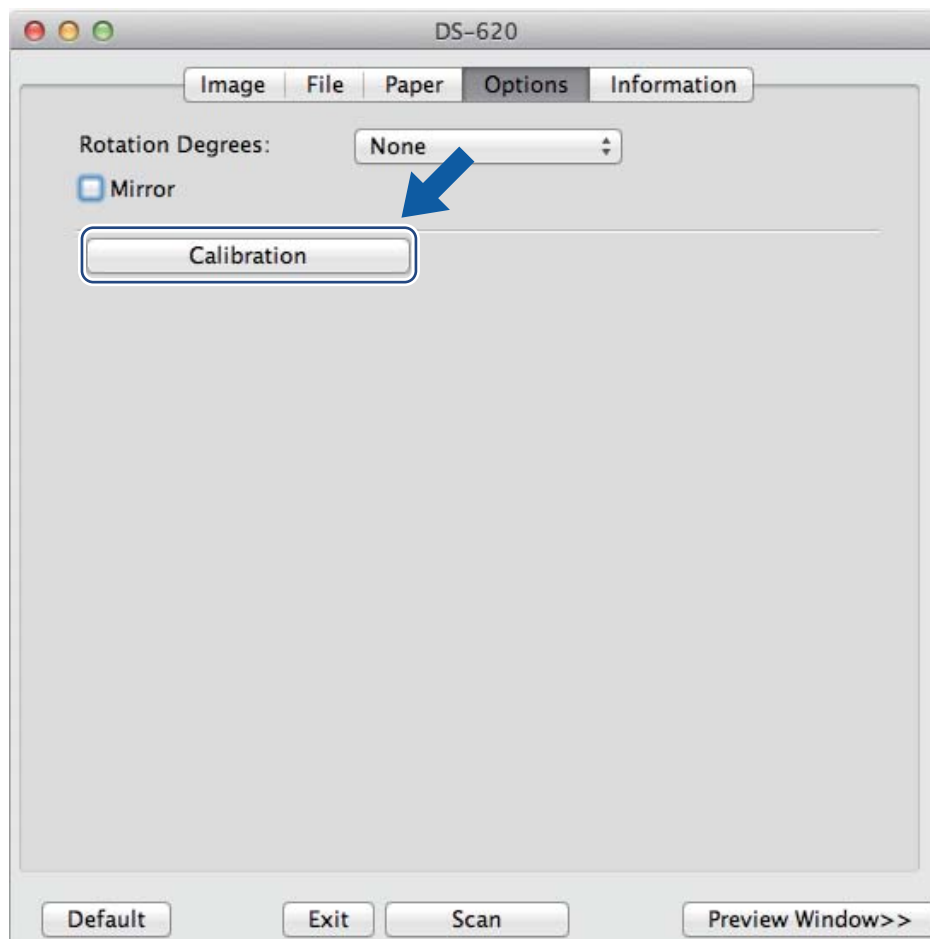 DS-620
Image File Paper Options Information
Rotation Degrees: None
Mirror
Calibration
Default Exit Scan Preview Window>>